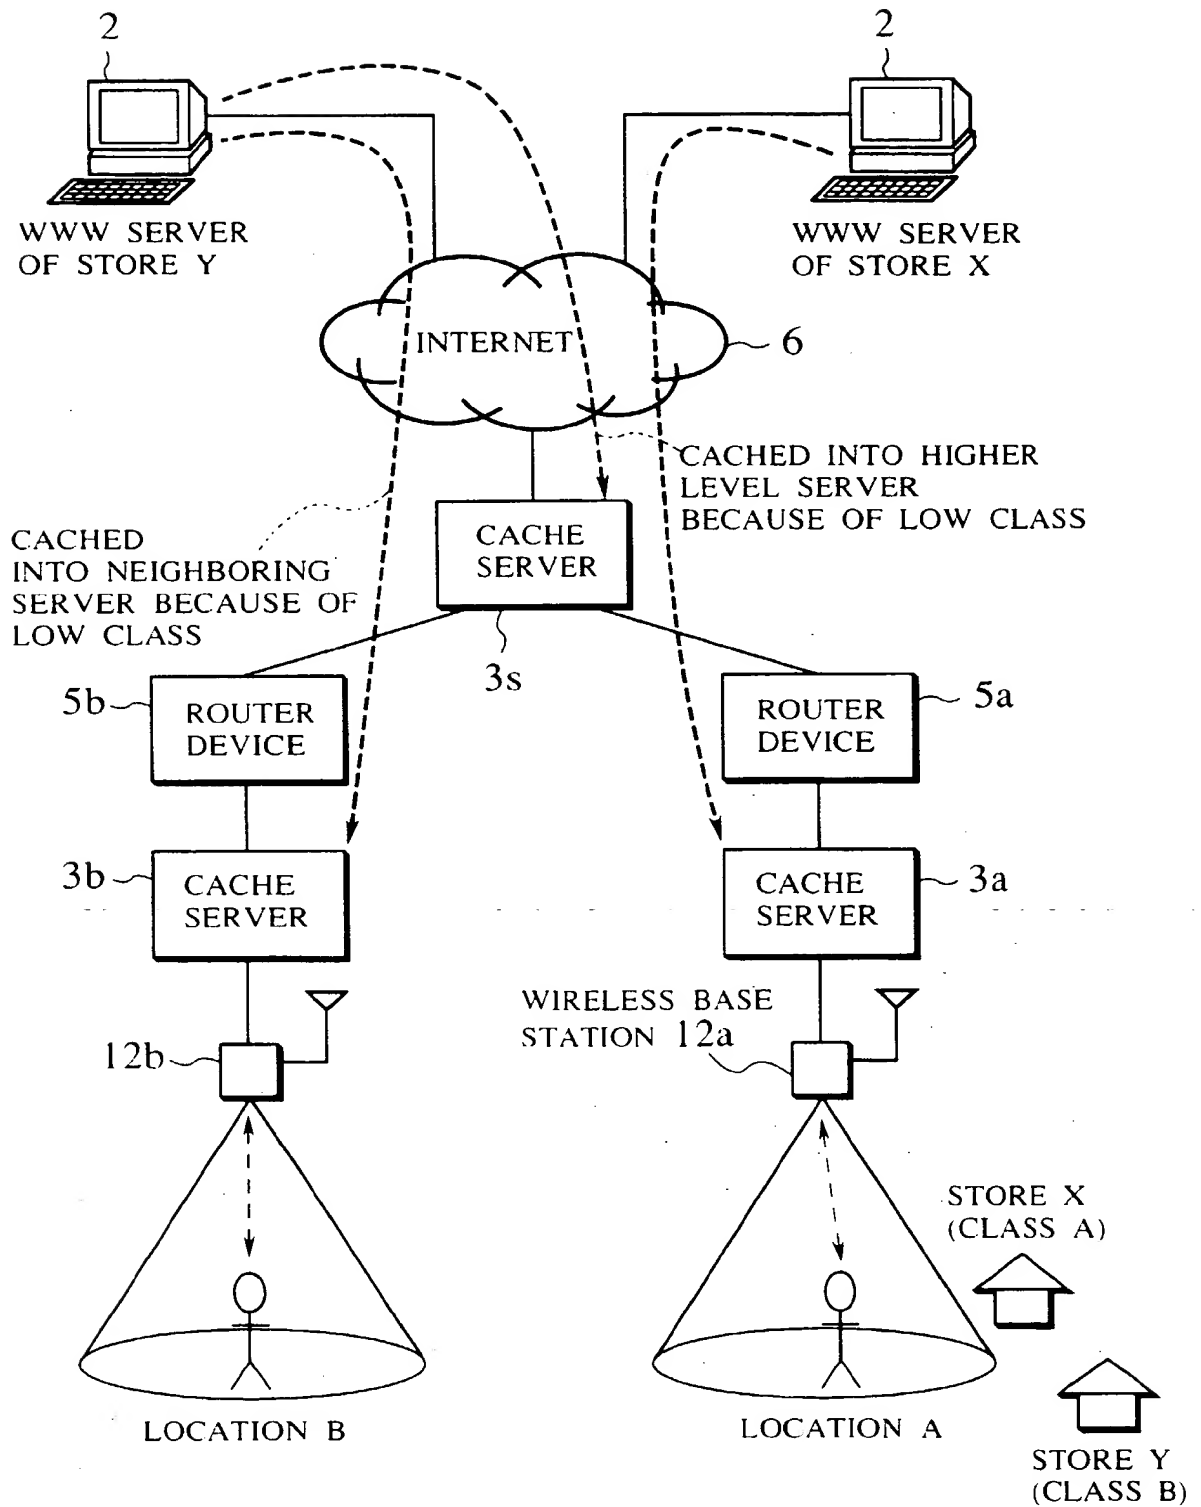 2
2
WWW SERVER
OF STORE Y
WWW SERVER
OF STORE X
INTERNET
6
CACHED INTO HIGHER
LEVEL SERVER
BECAUSE OF LOW CLASS
CACHE
SERVER
CACHED
INTO NEIGHBORING
SERVER BECAUSE OF
LOW CLASS
3s
5b
ROUTER
DEVICE
ROUTER
DEVICE
5a
3b
CACHE
SERVER
CACHE
SERVER
3a
WIRELESS BASE
STATION 12a
12b
STORE X
(CLASS A)
LOCATION B
LOCATION A
STORE Y
(CLASS B)